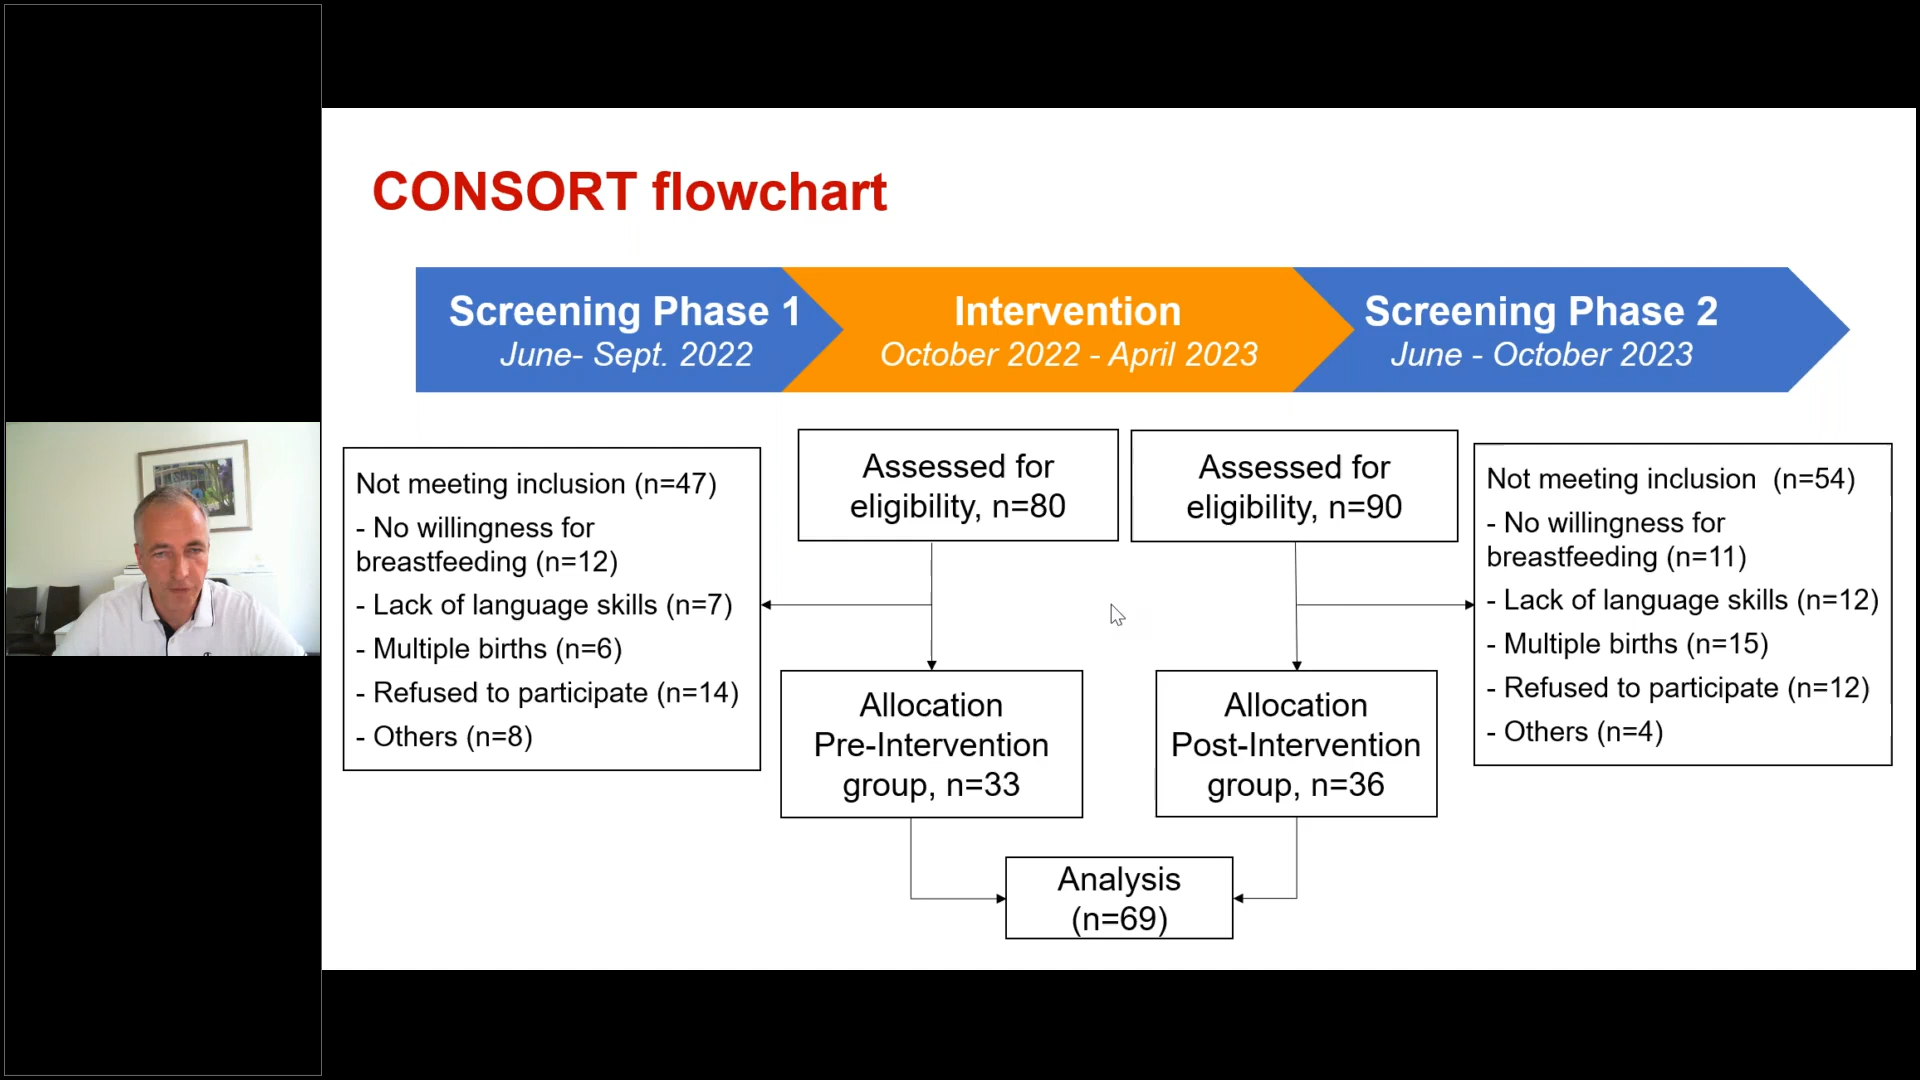 CONSORT flowchart
Screening Phase 1
June- Sept. 2022
Intervention
October 2022 - April 2023
Screening Phase 2
June - October 2023
Not meeting inclusion (n=47)
- No willingness for
breastfeeding (n=12)
- Lack of language skills (n=7)
- Multiple births (n=6)
- Refused to participate (n=14)
- Others (n=8)
Assessed for
eligibility, n=80
Assessed for
eligibility, n=90
Not meeting inclusion  (n=54)
- No willingness for
breastfeeding (n=11)
- Lack of language skills (n=12)
- Multiple births (n=15)
- Refused to participate (n=12)
- Others (n=4)
Allocation
Pre-Intervention
group, n=33
Allocation
Post-Intervention
group, n=36
Analysis
(n=69)